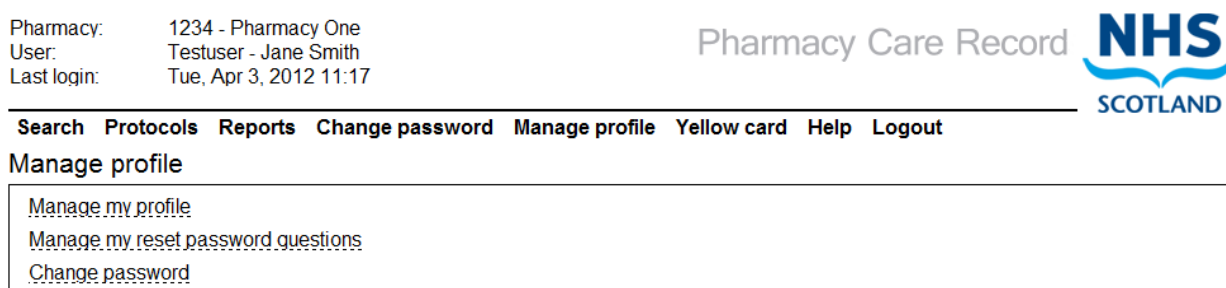 Pharmacy: 1234 - Pharmacy One
User: Testuser - Jane Smith
Last login: Tue, Apr 3, 2012 11:17
Pharmacy Care Record
NHS
SCOTLAND
Search Protocols Reports Change password Manage profile Yellow card Help Logout
Manage profile
Manage my profile
Manage my reset password questions
Change password